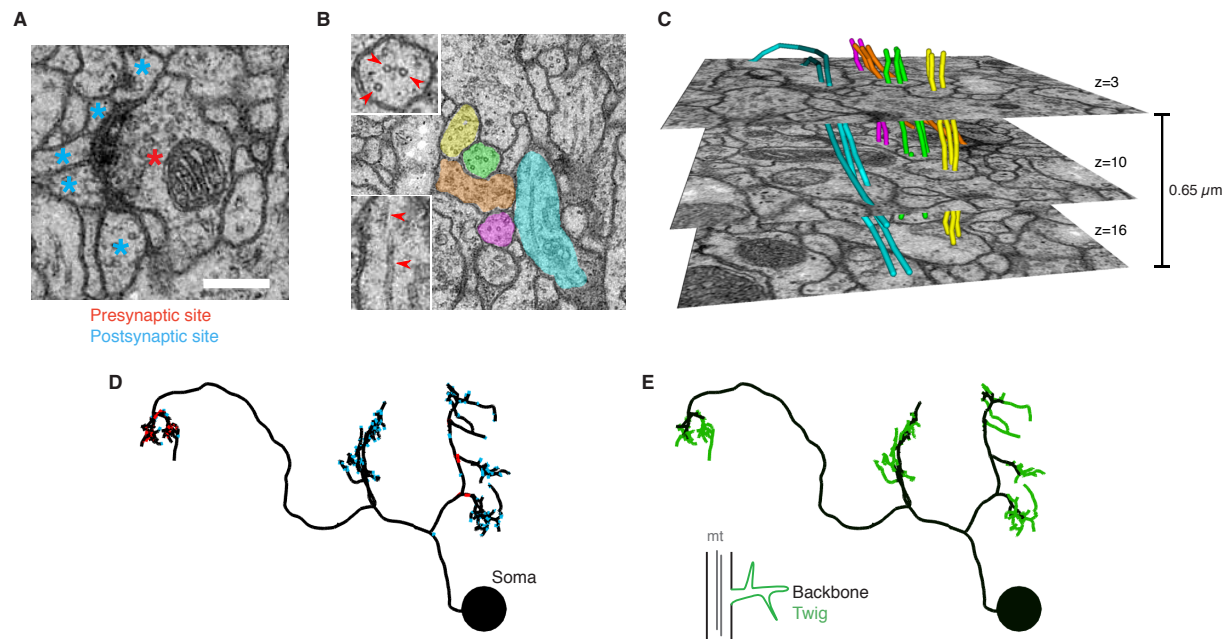 A
B
C
z=3
z=10
z=16
0.65 µm
Presynaptic site
Postsynaptic site
D
E
Soma
mt
Backbone
Twig